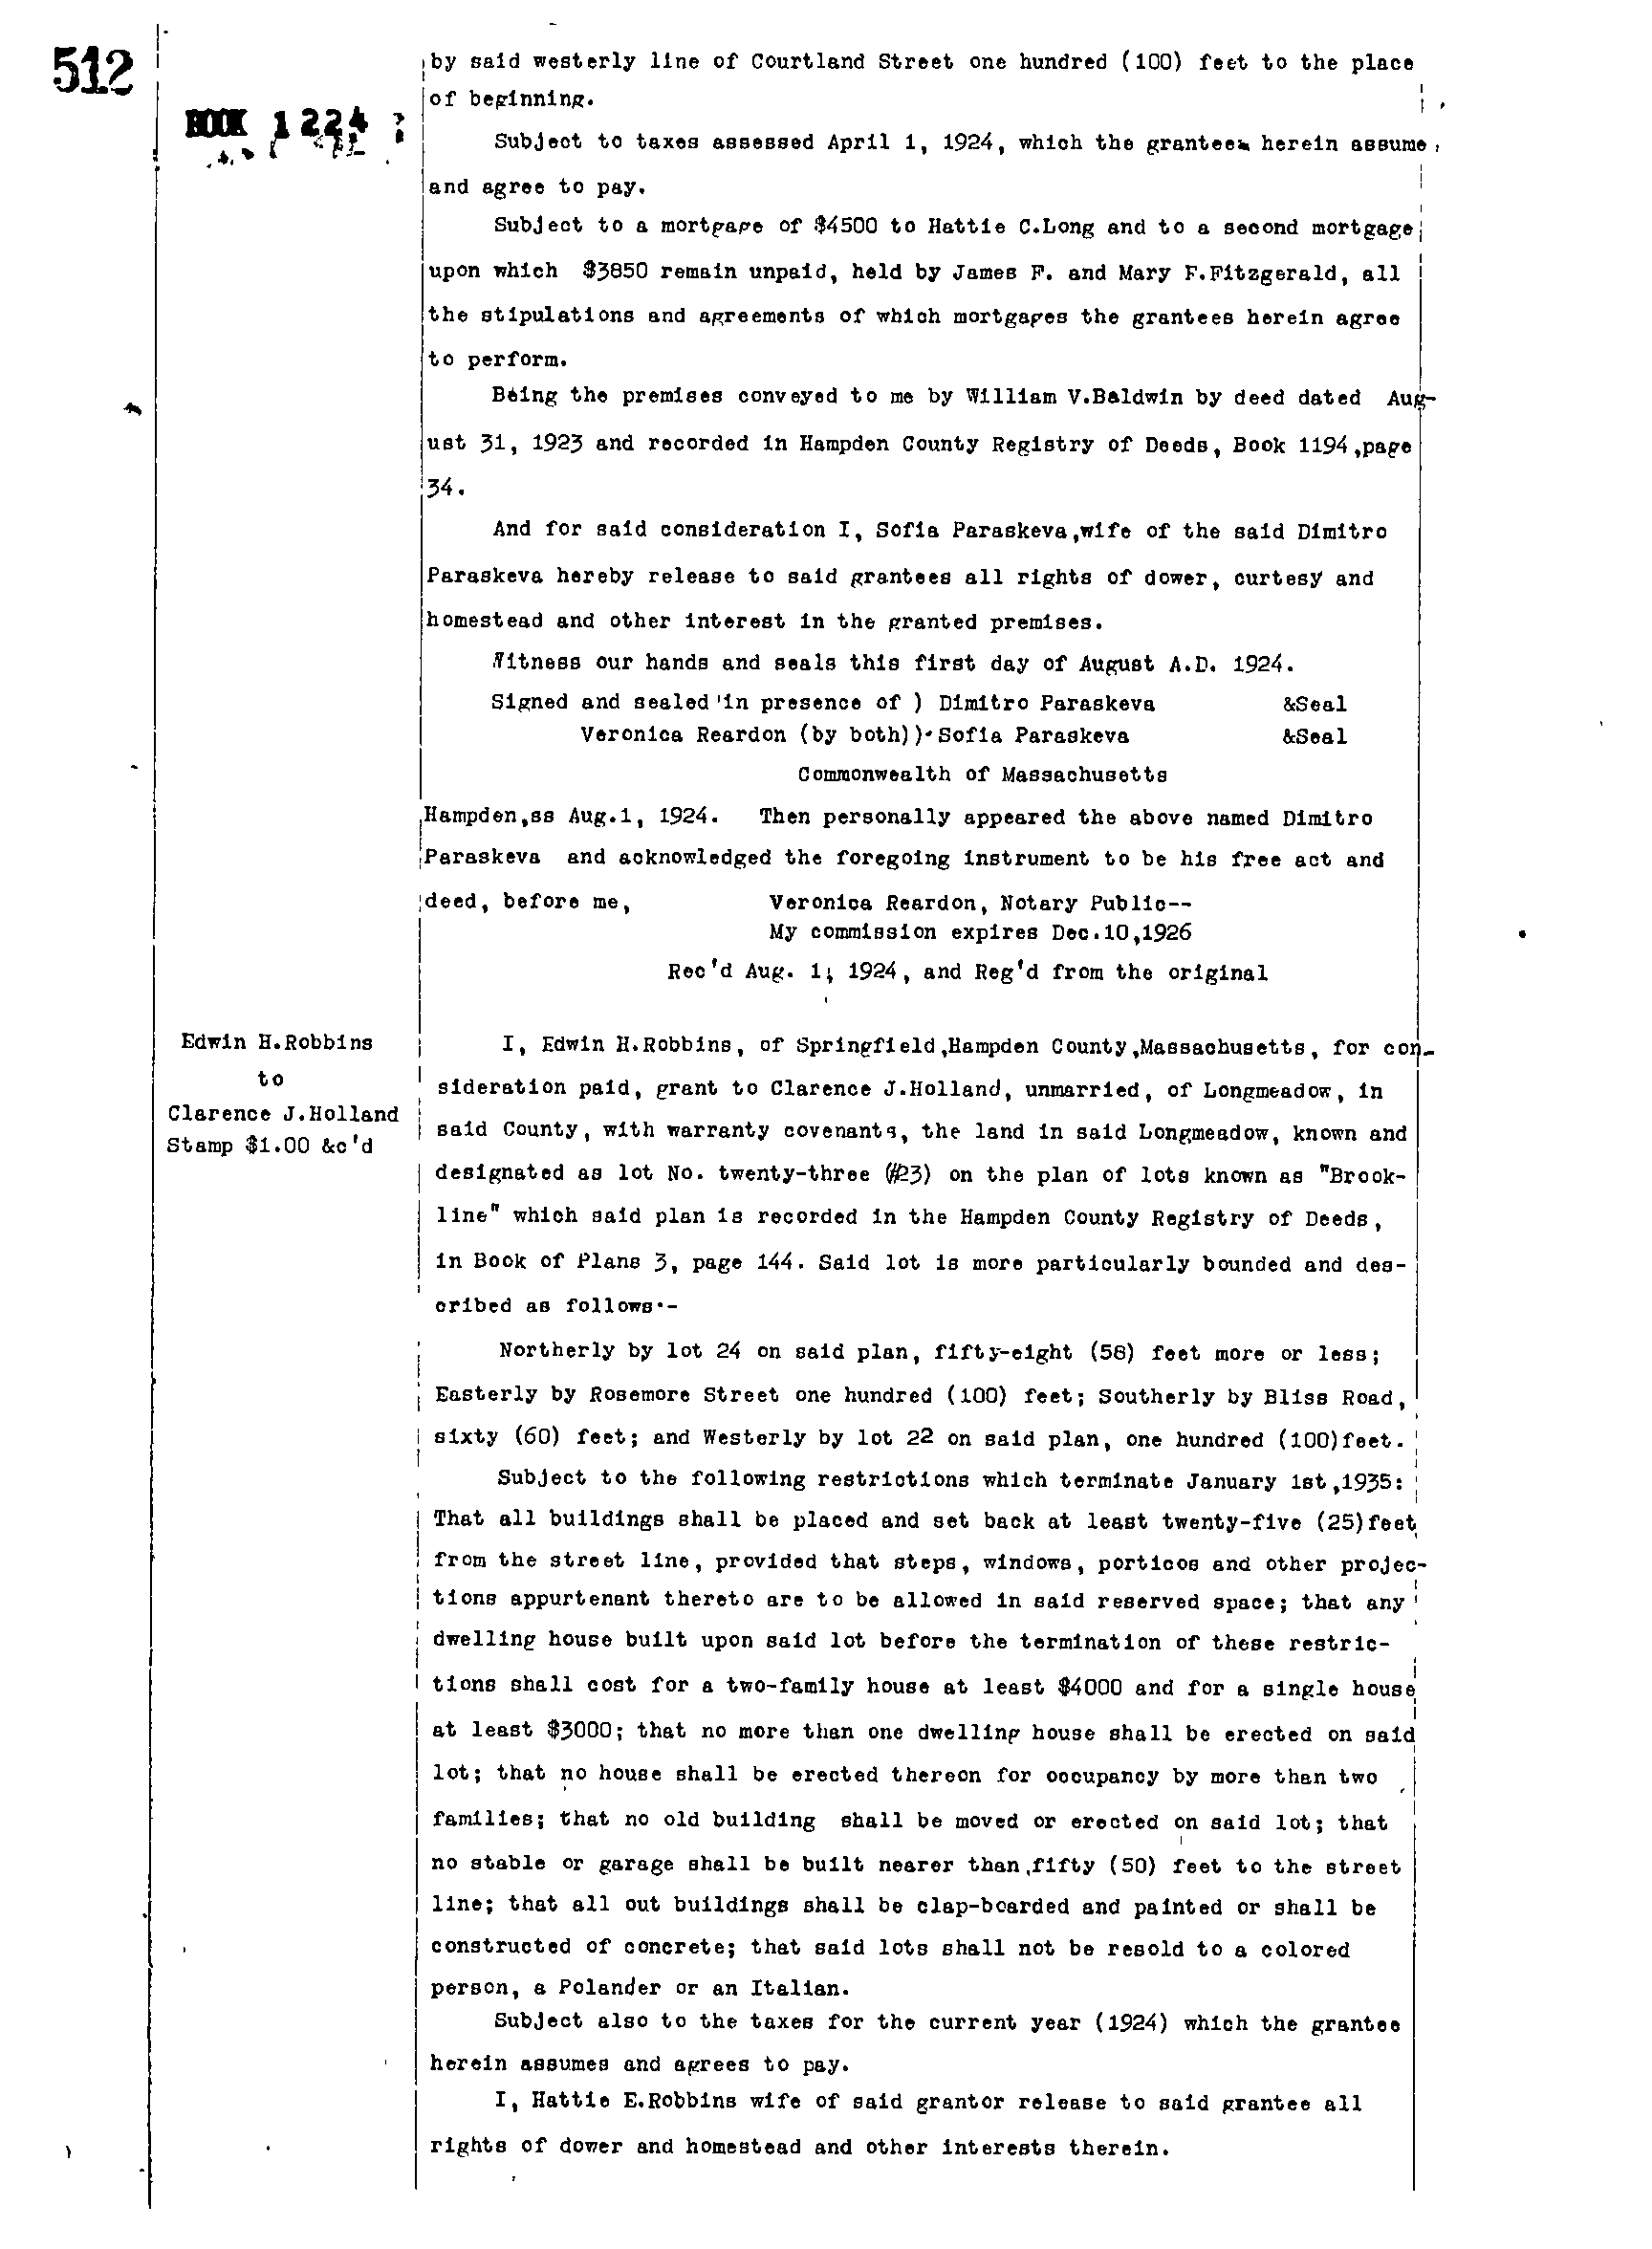 512
BOOK 1224
by said westerly line of Courtland Street one hundred (100) feet to the place
of beginning.
Subject to taxes assessed April 1, 1924, which the grantees herein assume
and agree to pay.
Subject to a mortgage of $4500 to Hattie C.Long and to a second mortgage
upon which $3850 remain unpaid, held by James F. and Mary F.Fitzgerald, all
the stipulations and agreements of which mortgages the grantees herein agree
to perform.
Being the premises conveyed to me by William V.Baldwin by deed dated Aug-
ust 31, 1923 and recorded in Hampden County Registry of Deeds, Book 1194,page
34.
And for said consideration I, Sofia Paraskeva,wife of the said Dimitro
Paraskeva hereby release to said grantees all rights of dower, curtesy and
homestead and other interest in the granted premises.
Witness our hands and seals this first day of August A.D. 1924.
Signed and sealed in presence of ) Dimitro Paraskeva &Seal
Veronica Reardon (by both)) Sofia Paraskeva &Seal
Commonwealth of Massachusetts
Hampden,ss Aug.1, 1924. Then personally appeared the above named Dimitro
Paraskeva and acknowledged the foregoing instrument to be his free act and
deed, before me, Veronica Reardon, Notary Public--
My commission expires Dec.10,1926
Rec'd Aug. 1, 1924, and Reg'd from the original
Edwin H.Robbins
to
Clarence J.Holland
Stamp $1.00 &c'd
I, Edwin H.Robbins, of Springfield,Hampden County,Massachusetts, for con-
sideration paid, grant to Clarence J.Holland, unmarried, of Longmeadow, in
said County, with warranty covenants, the land in said Longmeadow, known and
designated as lot No. twenty-three (#23) on the plan of lots known as "Brook-
line" which said plan is recorded in the Hampden County Registry of Deeds,
in Book of Plans 3, page 144. Said lot is more particularly bounded and des-
cribed as follows:-
Northerly by lot 24 on said plan, fifty-eight (58) feet more or less;
Easterly by Rosemore Street one hundred (100) feet; Southerly by Bliss Road,
sixty (60) feet; and Westerly by lot 22 on said plan, one hundred (100)feet.
Subject to the following restrictions which terminate January 1st,1935:
That all buildings shall be placed and set back at least twenty-five (25)feet
from the street line, provided that steps, windows, porticos and other projec-
tions appurtenant thereto are to be allowed in said reserved space; that any
dwelling house built upon said lot before the termination of these restric-
tions shall cost for a two-family house at least $4000 and for a single house
at least $3000; that no more than one dwelling house shall be erected on said
lot; that no house shall be erected thereon for occupancy by more than two
families; that no old building shall be moved or erected on said lot; that
no stable or garage shall be built nearer than fifty (50) feet to the street
line; that all out buildings shall be clap-boarded and painted or shall be
constructed of concrete; that said lots shall not be resold to a colored
person, a Polander or an Italian.
Subject also to the taxes for the current year (1924) which the grantee
herein assumes and agrees to pay.
I, Hattie E.Robbins wife of said grantor release to said grantee all
rights of dower and homestead and other interests therein.